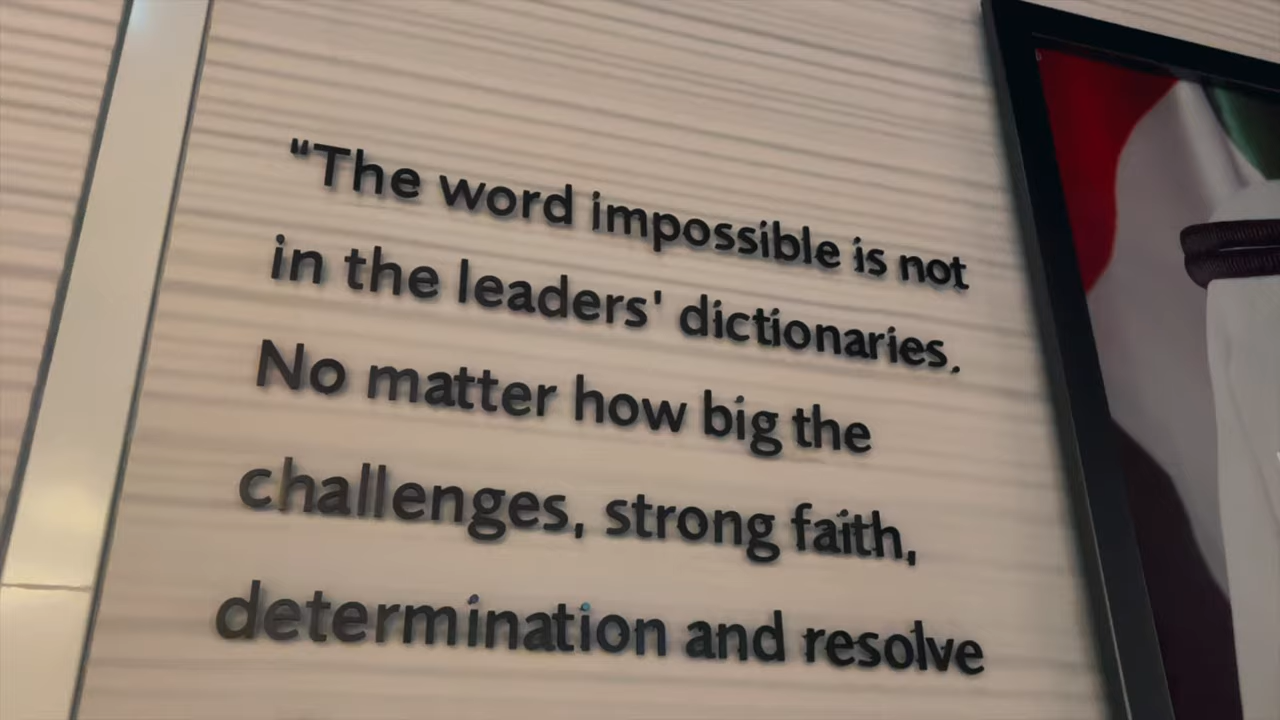 "The word impossible is not
in the leaders' dictionaries.
No matter how big the
challenges, strong faith,
determination and resolve